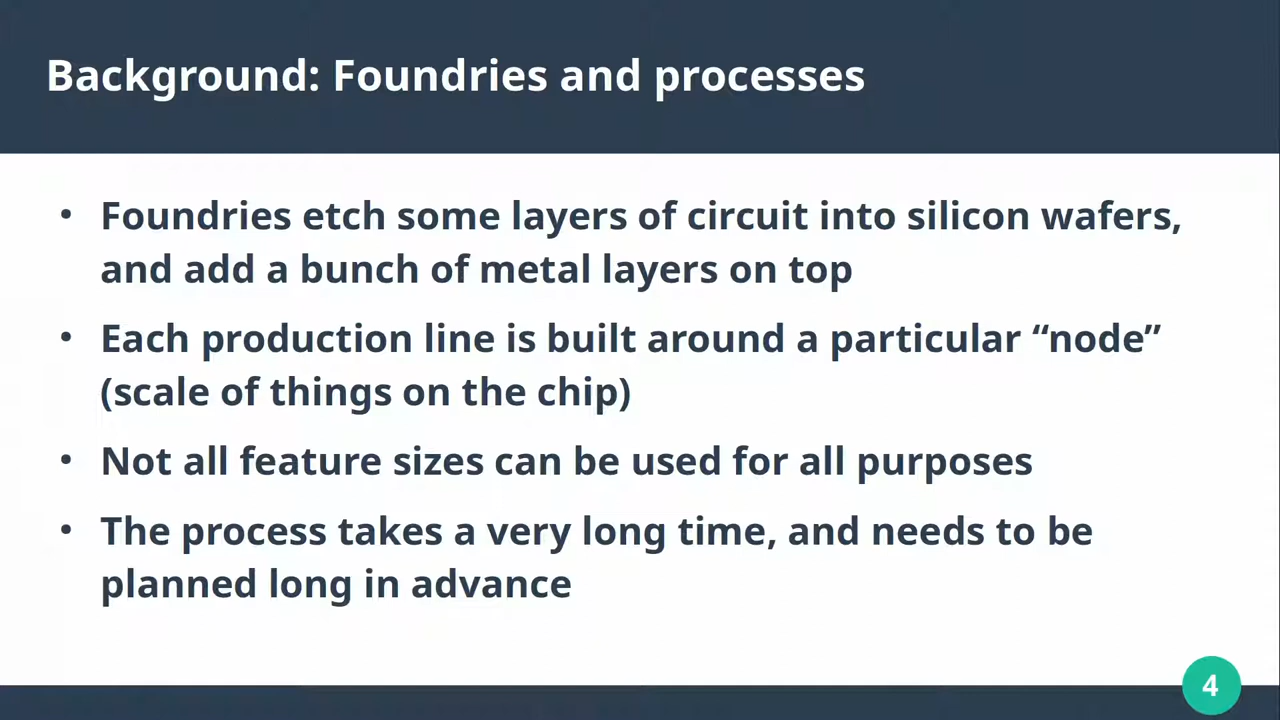 Background: Foundries and processes
• Foundries etch some layers of circuit into silicon wafers,
and add a bunch of metal layers on top
• Each production line is built around a particular “node”
(scale of things on the chip)
• Not all feature sizes can be used for all purposes
• The process takes a very long time, and needs to be
planned long in advance
4